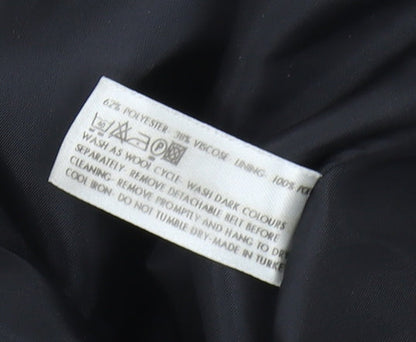 62% POLYESTER 38% VISCOSE LINING: 100%
40 P
WASH AS WOOL CYCLE. WASH DARK COLOURS
SEPARATELY- REMOVE DETACHABLE BELT BEFORE
CLEANING- REMOVE PROMPTLY AND HANG TO DRY
COOL IRON- DO NOT TUMBLE DRY-MADE IN TURKE